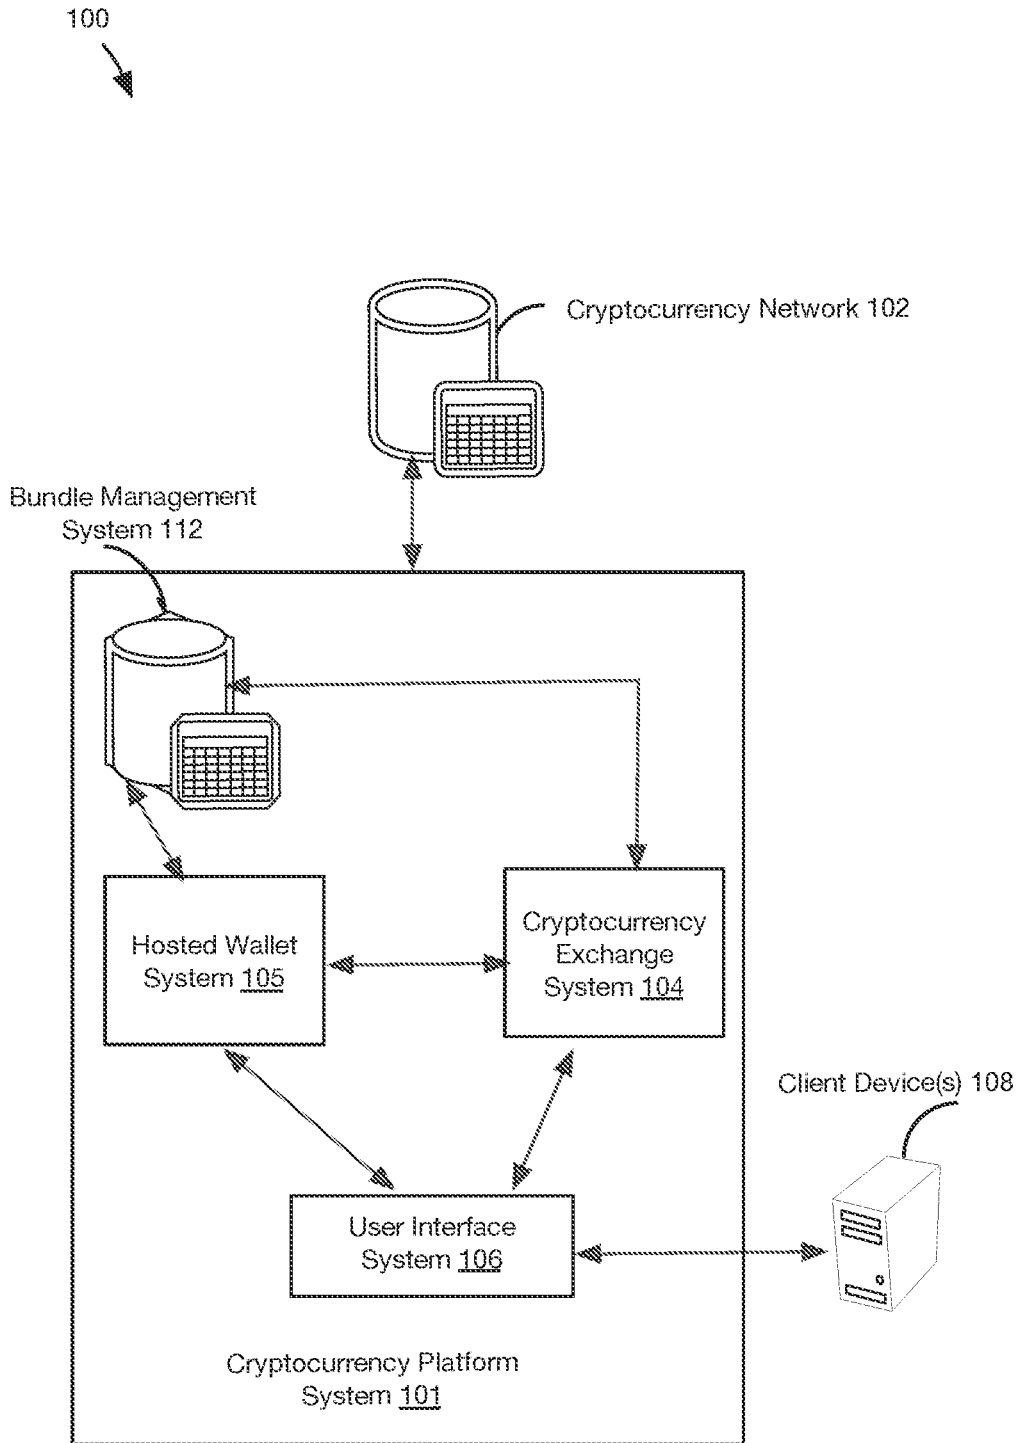 100
Cryptocurrency Network 102
Bundle Management
System 112
Hosted Wallet
System 105
Cryptocurrency
Exchange
System 104
Client Device(s) 108
User Interface
System 106
Cryptocurrency Platform
System 101